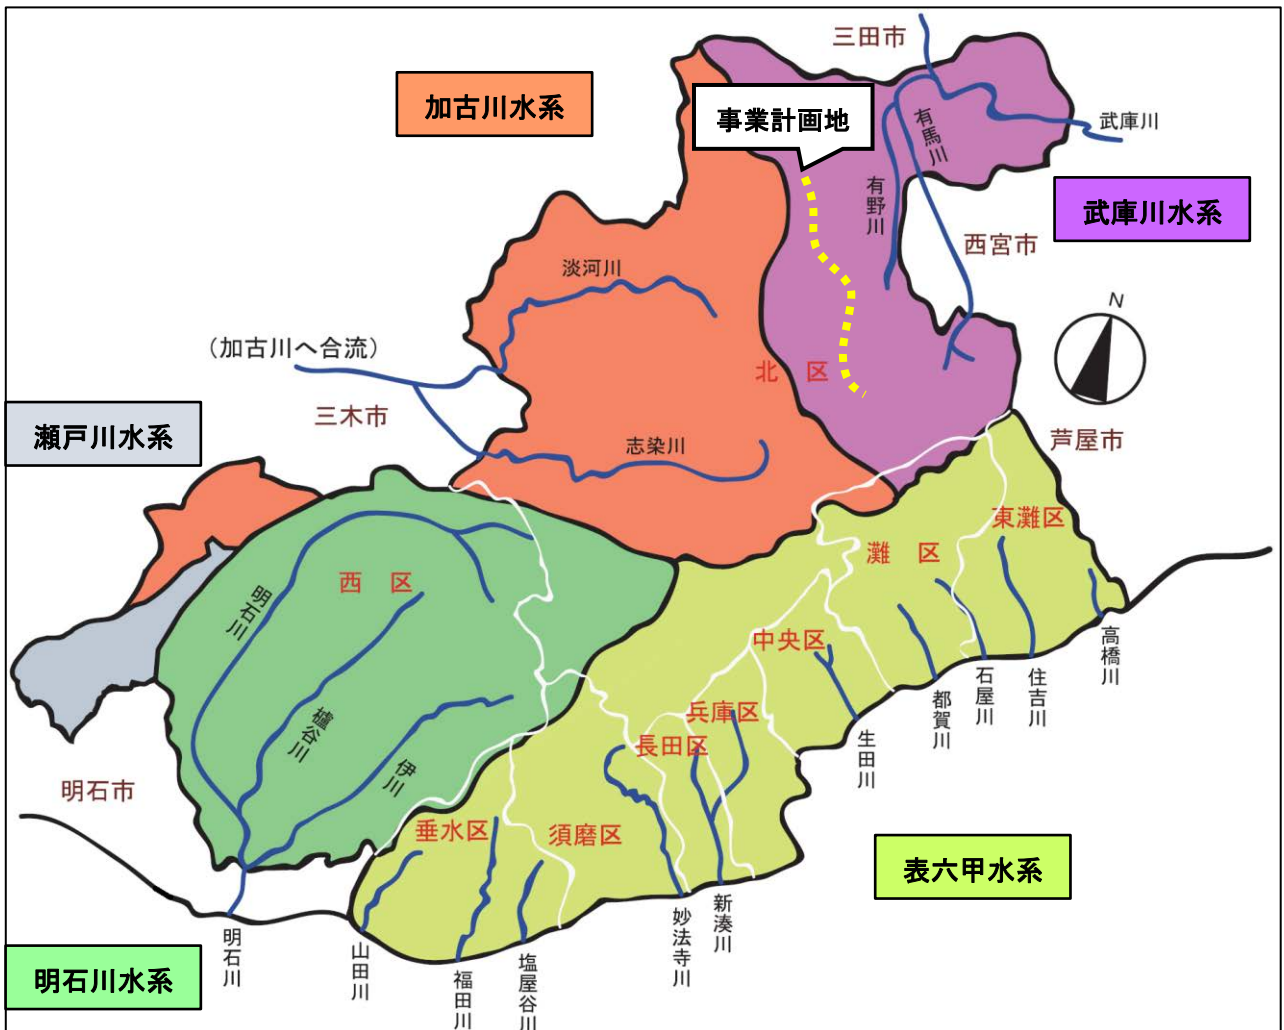 三田市
加古川水系
事業計画地
武庫川
有馬川
有野川
武庫川水系
西宮市
淡河川
N
（加古川へ合流）
北 区
三木市
瀬戸川水系
芦屋市
志染川
東灘区
灘 区
西 区
明石川
中央区
高橋川
住吉川
石屋川
都賀川
兵庫区
生田川
長田区
櫨谷川
伊川
明石市
垂水区
須磨区
表六甲水系
新湊川
妙法寺川
明石川
山田川
塩屋谷川
福田川
明石川水系